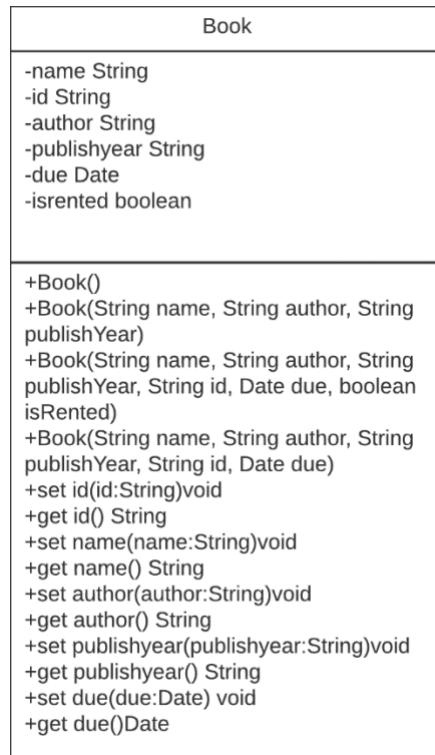 Book
-name String
-id String
-author String
-publishyear String
-due Date
-isrented boolean
+Book()
+Book(String name, String author, String
publishYear)
+Book(String name, String author, String
publishYear, String id, Date due, boolean
isRented)
+Book(String name, String author, String
publishYear, String id, Date due)
+set id(id:String)void
+get id() String
+set name(name:String)void
+get name() String
+set author(author:String)void
+get author() String
+set publishyear(publishyear:String)void
+get publishyear() String
+set due(due:Date) void
+get due()Date